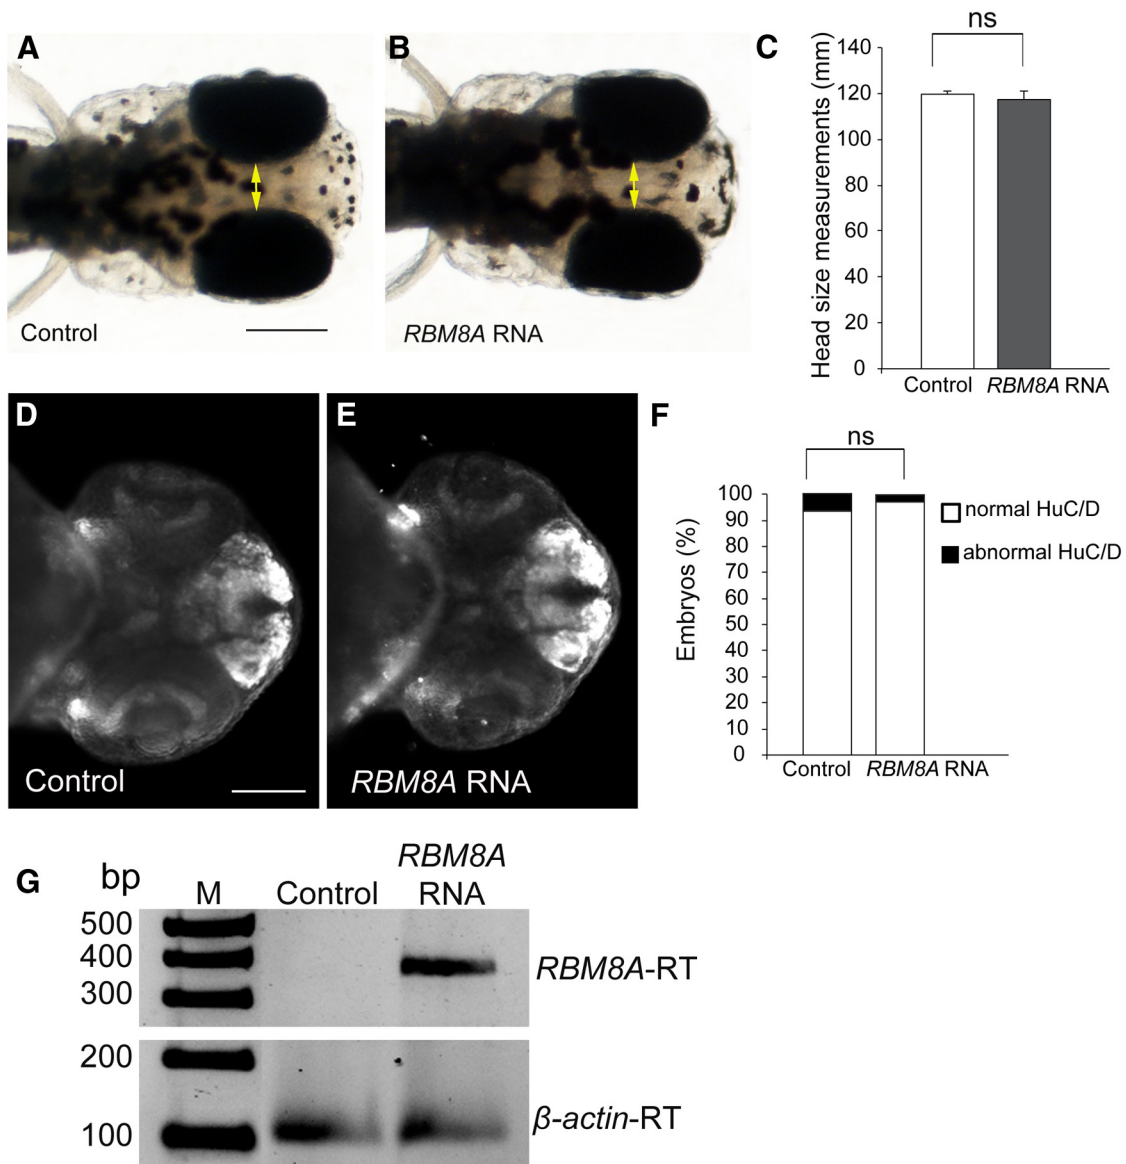 A
Control
B
RBM8A RNA
C
ns
Head size measurements (mm)
140
120
100
80
60
40
20
0
Control
RBM8A RNA
D
Control
E
RBM8A RNA
F
ns
Embryos (%)
100
90
80
70
60
50
40
30
20
10
0
normal HuC/D
abnormal HuC/D
Control
RBM8A RNA
G
bp
M
Control
RBM8A
RNA
500
400
300
RBM8A-RT
200
100
β-actin-RT